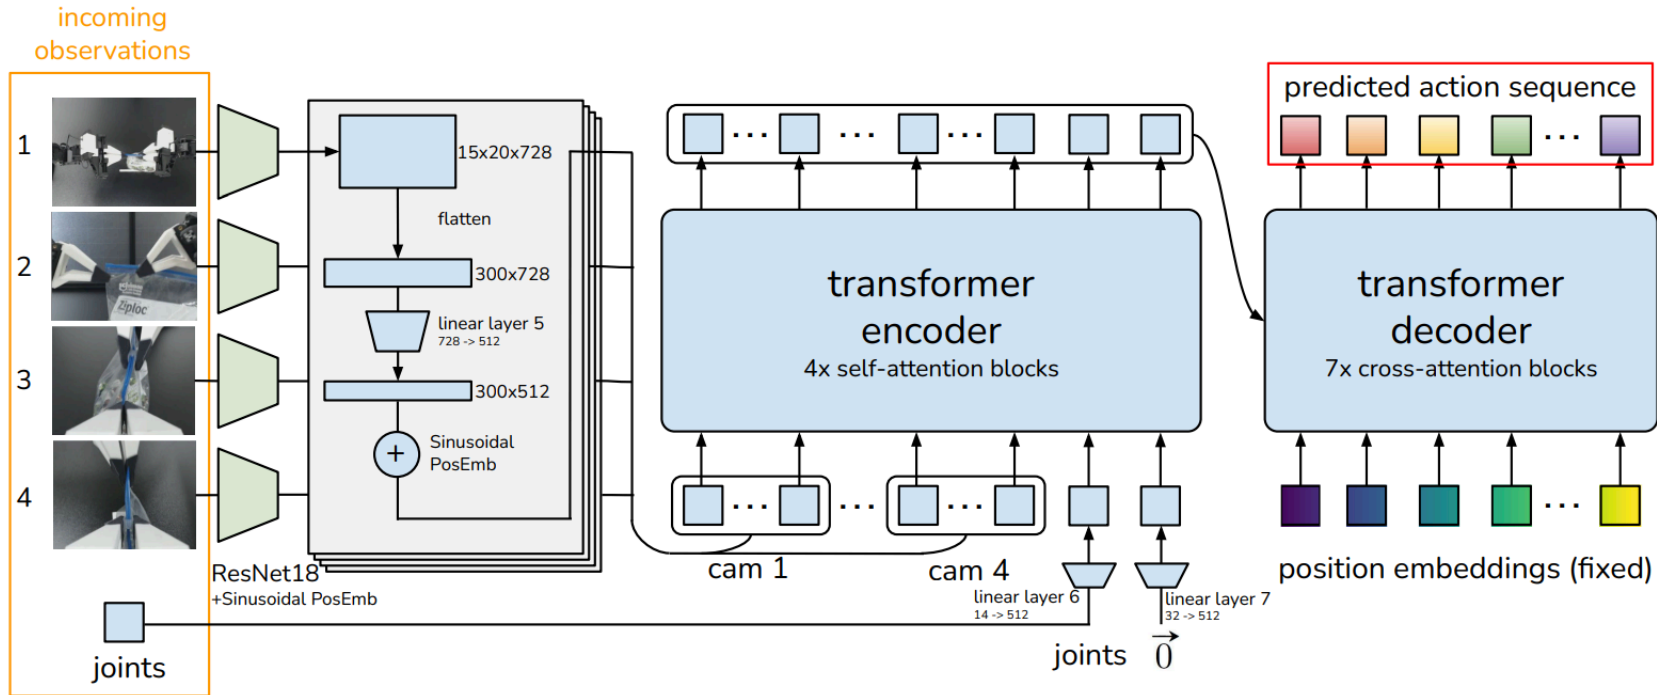 incoming
observations
1
2
3
4
Ziploc
joints
ResNet18
+Sinusoidal PosEmb
15x20x728
flatten
300x728
linear layer 5
728 -> 512
300x512
+
Sinusoidal
PosEmb
transformer
encoder
4x self-attention blocks
cam 1
cam 4
linear layer 6
14 -> 512
joints
linear layer 7
32 -> 512
0
predicted action sequence
transformer
decoder
7x cross-attention blocks
position embeddings (fixed)